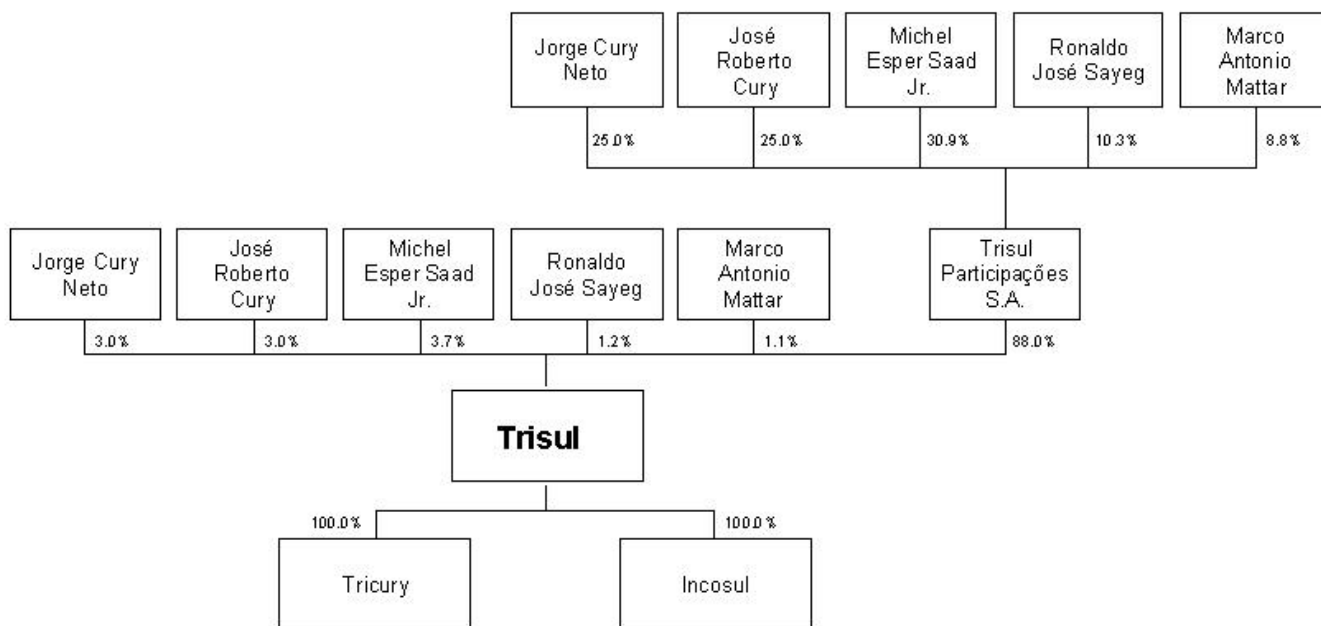 Jorge Cury
Neto
José
Roberto
Cury
Michel
Esper Saad
Jr.
Ronaldo
José Sayeg
Marco
Antonio
Mattar
25.0%
25.0%
30.9%
10.3%
8.8%
Jorge Cury
Neto
José
Roberto
Cury
Michel
Esper Saad
Jr.
Ronaldo
José Sayeg
Marco
Antonio
Mattar
Trisul
Participações
S.A.
3.0%
3.0%
3.7%
1.2%
1.1%
88.0%
Trisul
100.0%
100.0%
Tricury
Incosul